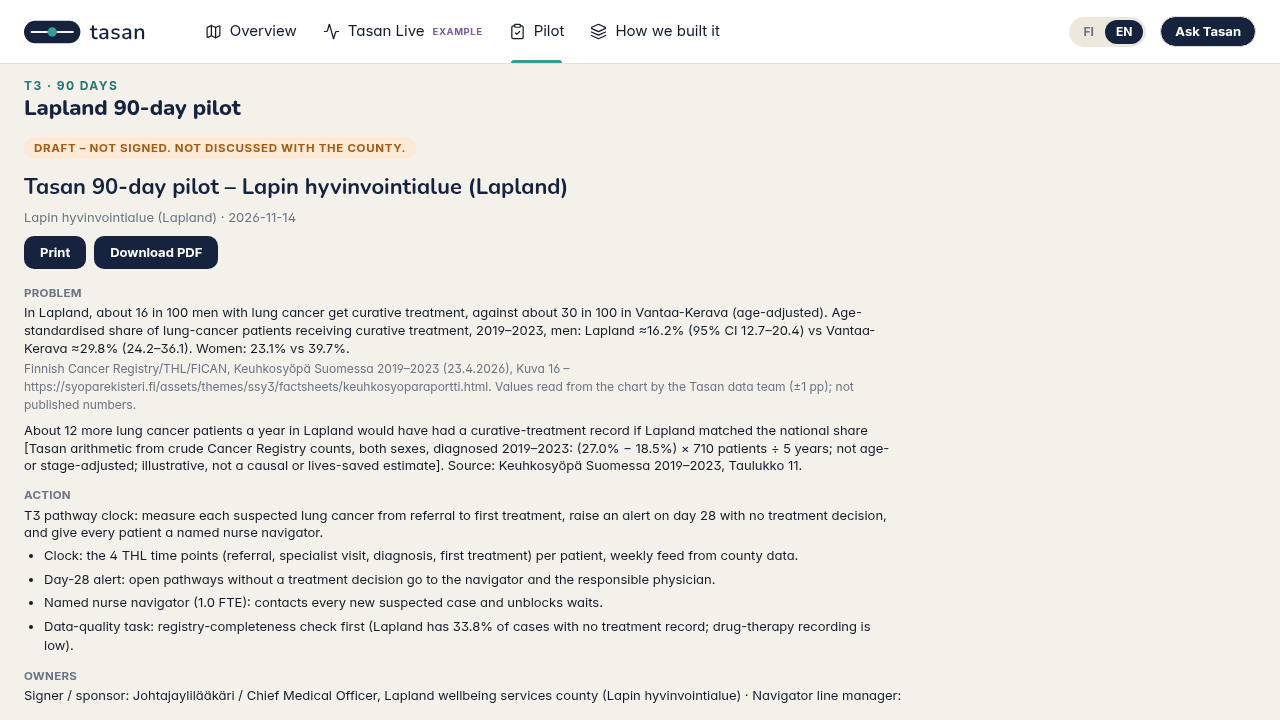 tasan
Overview
Tasan Live EXAMPLE
Pilot
How we built it
FI EN
Ask Tasan
T3 · 90 DAYS
Lapland 90-day pilot
DRAFT – NOT SIGNED. NOT DISCUSSED WITH THE COUNTY.
Tasan 90-day pilot – Lapin hyvinvointialue (Lapland)
Lapin hyvinvointialue (Lapland) · 2026-11-14
Print
Download PDF
PROBLEM
In Lapland, about 16 in 100 men with lung cancer get curative treatment, against about 30 in 100 in Vantaa-Kerava (age-adjusted). Age-
standardised share of lung-cancer patients receiving curative treatment, 2019–2023, men: Lapland ≈16.2% (95% CI 12.7–20.4) vs Vantaa-
Kerava ≈29.8% (24.2–36.1). Women: 23.1% vs 39.7%.
Finnish Cancer Registry/THL/FICAN, Keuhkosyöpä Suomessa 2019–2023 (23.4.2026), Kuva 16 –
https://syoparekisteri.fi/assets/themes/ssy3/factsheets/keuhkosyoparaportti.html. Values read from the chart by the Tasan data team (±1 pp); not
published numbers.
About 12 more lung cancer patients a year in Lapland would have had a curative-treatment record if Lapland matched the national share
[Tasan arithmetic from crude Cancer Registry counts, both sexes, diagnosed 2019–2023: (27.0% − 18.5%) × 710 patients ÷ 5 years; not age-
or stage-adjusted; illustrative, not a causal or lives-saved estimate]. Source: Keuhkosyöpä Suomessa 2019–2023, Taulukko 11.
ACTION
T3 pathway clock: measure each suspected lung cancer from referral to first treatment, raise an alert on day 28 with no treatment decision,
and give every patient a named nurse navigator.
• Clock: the 4 THL time points (referral, specialist visit, diagnosis, first treatment) per patient, weekly feed from county data.
• Day-28 alert: open pathways without a treatment decision go to the navigator and the responsible physician.
• Named nurse navigator (1.0 FTE): contacts every new suspected case and unblocks waits.
• Data-quality task: registry-completeness check first (Lapland has 33.8% of cases with no treatment record; drug-therapy recording is
low).
OWNERS
Signer / sponsor: Johtajaylilääkäri / Chief Medical Officer, Lapland wellbeing services county (Lapin hyvinvointialue) · Navigator line manager: